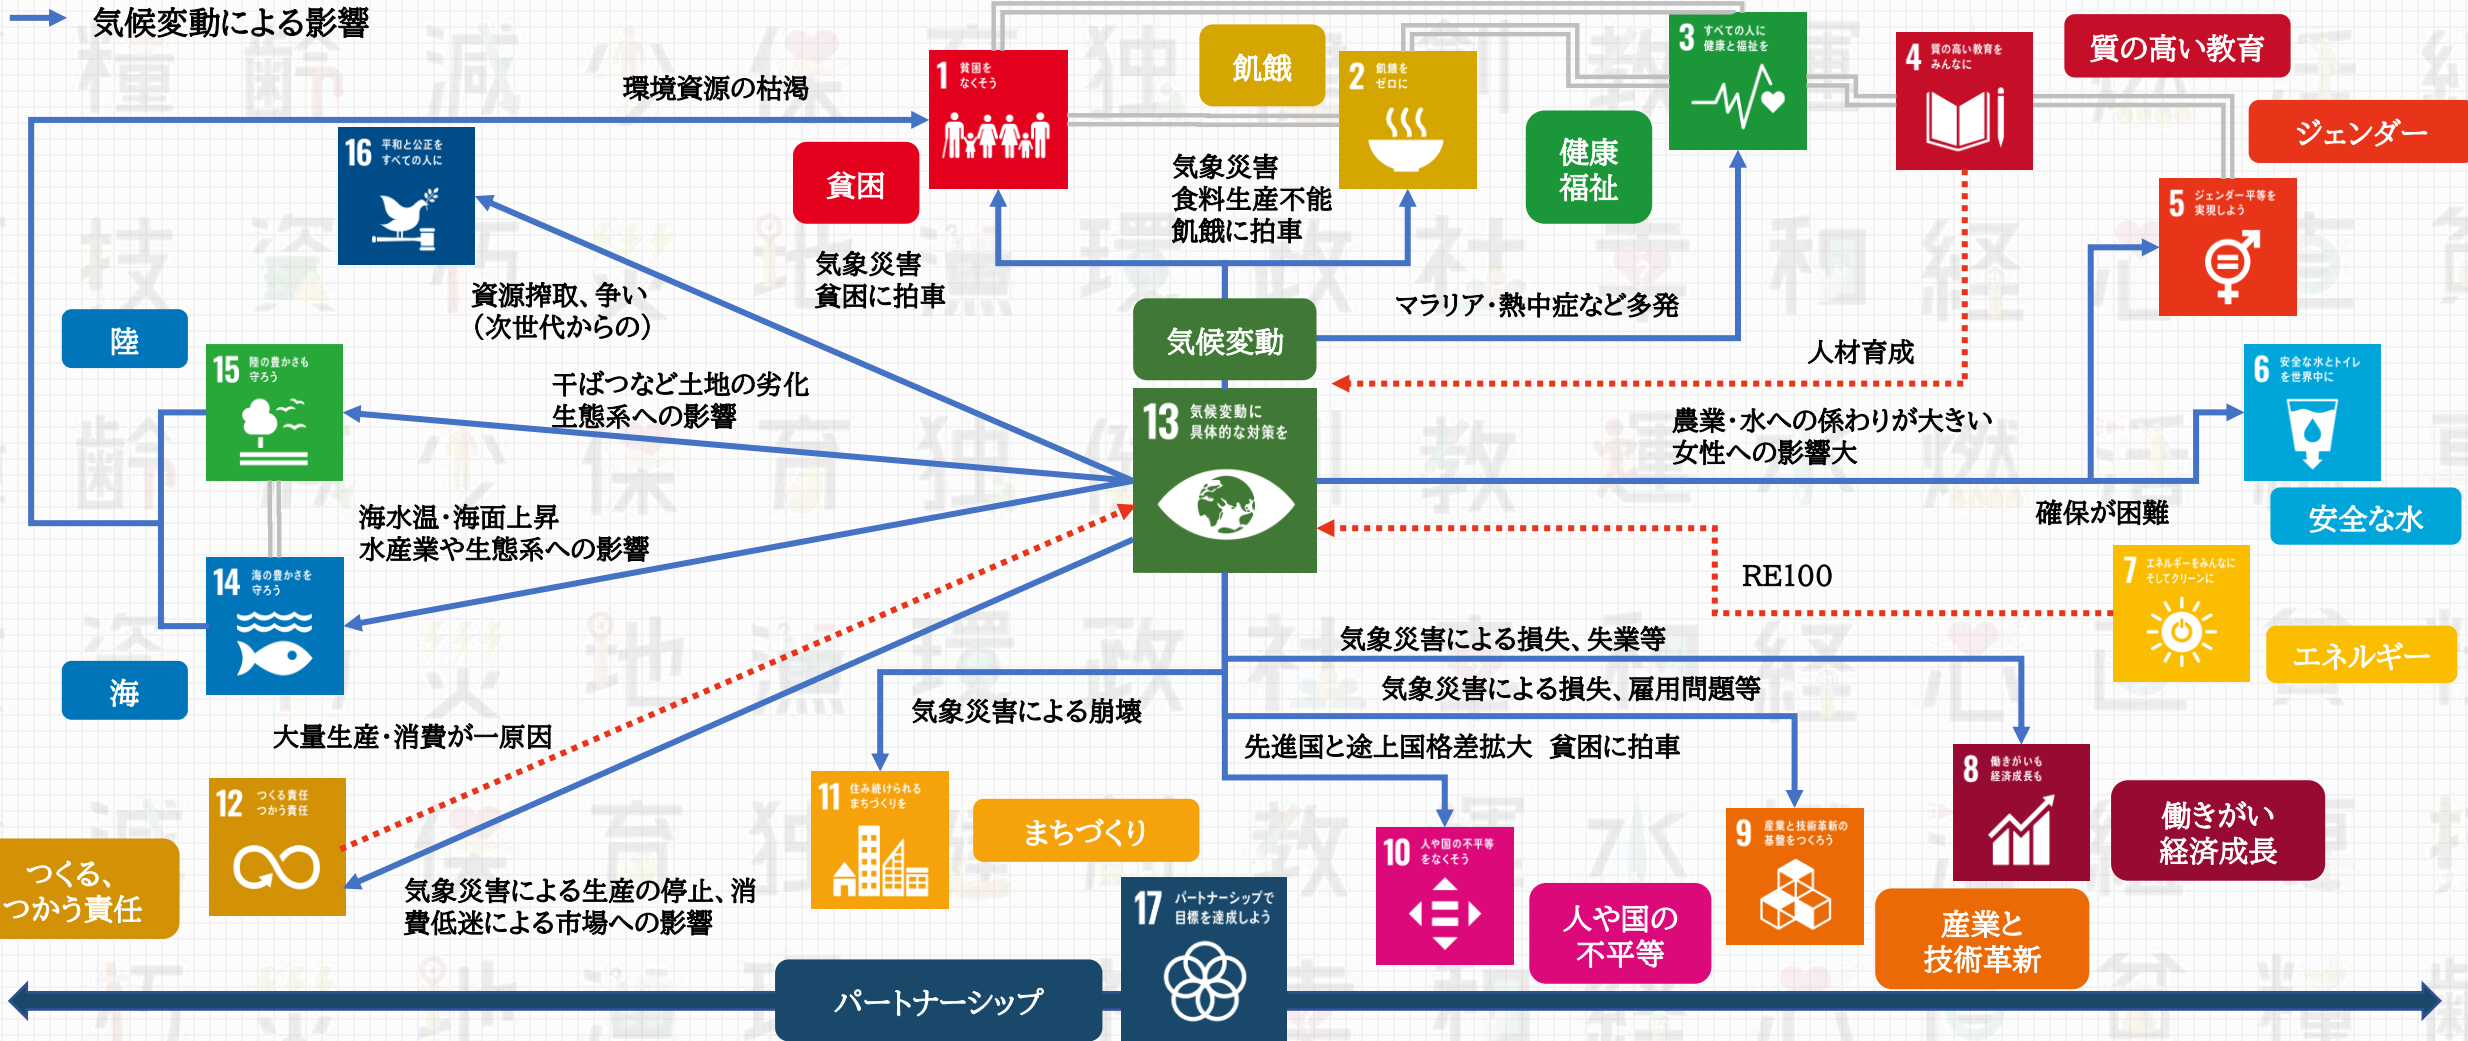 気候変動による影響
環境資源の枯渇
1 貧困を
なくそう
飢餓
2 飢餓を
ゼロに
3 すべての人に
健康と福祉を
4 質の高い教育を
みんなに
質の高い教育
ジェンダー
16 平和と公正を
すべての人に
貧困
気象災害
食料生産不能
飢餓に拍車
健康
福祉
5 ジェンダー平等を
実現しよう
気象災害
貧困に拍車
資源搾取、争い
（次世代からの）
マラリア・熱中症など多発
陸
気候変動
人材育成
15 陸の豊かさも
守ろう
6 安全な水とトイレ
を世界中に
干ばつなど土地の劣化
生態系への影響
13 気候変動に
具体的な対策を
農業・水への係わりが大きい
女性への影響大
海水温・海面上昇
水産業や生態系への影響
確保が困難
安全な水
14 海の豊かさを
守ろう
RE100
7 エネルギーをみんなに
そしてクリーンに
エネルギー
海
気象災害による損失、失業等
気象災害による損失、雇用問題等
気象災害による崩壊
大量生産・消費が一原因
先進国と途上国格差拡大 貧困に拍車
12 つくる責任
つかう責任
11 住み続けられる
まちづくりを
まちづくり
8 働きがいも
経済成長も
働きがい
経済成長
9 産業と技術革新の
基盤をつくろう
10 人や国の不平等
をなくそう
つくる、
つかう責任
気象災害による生産の停止、消
費低迷による市場への影響
17 パートナーシップで
目標を達成しよう
人や国の
不平等
産業と
技術革新
パートナーシップ